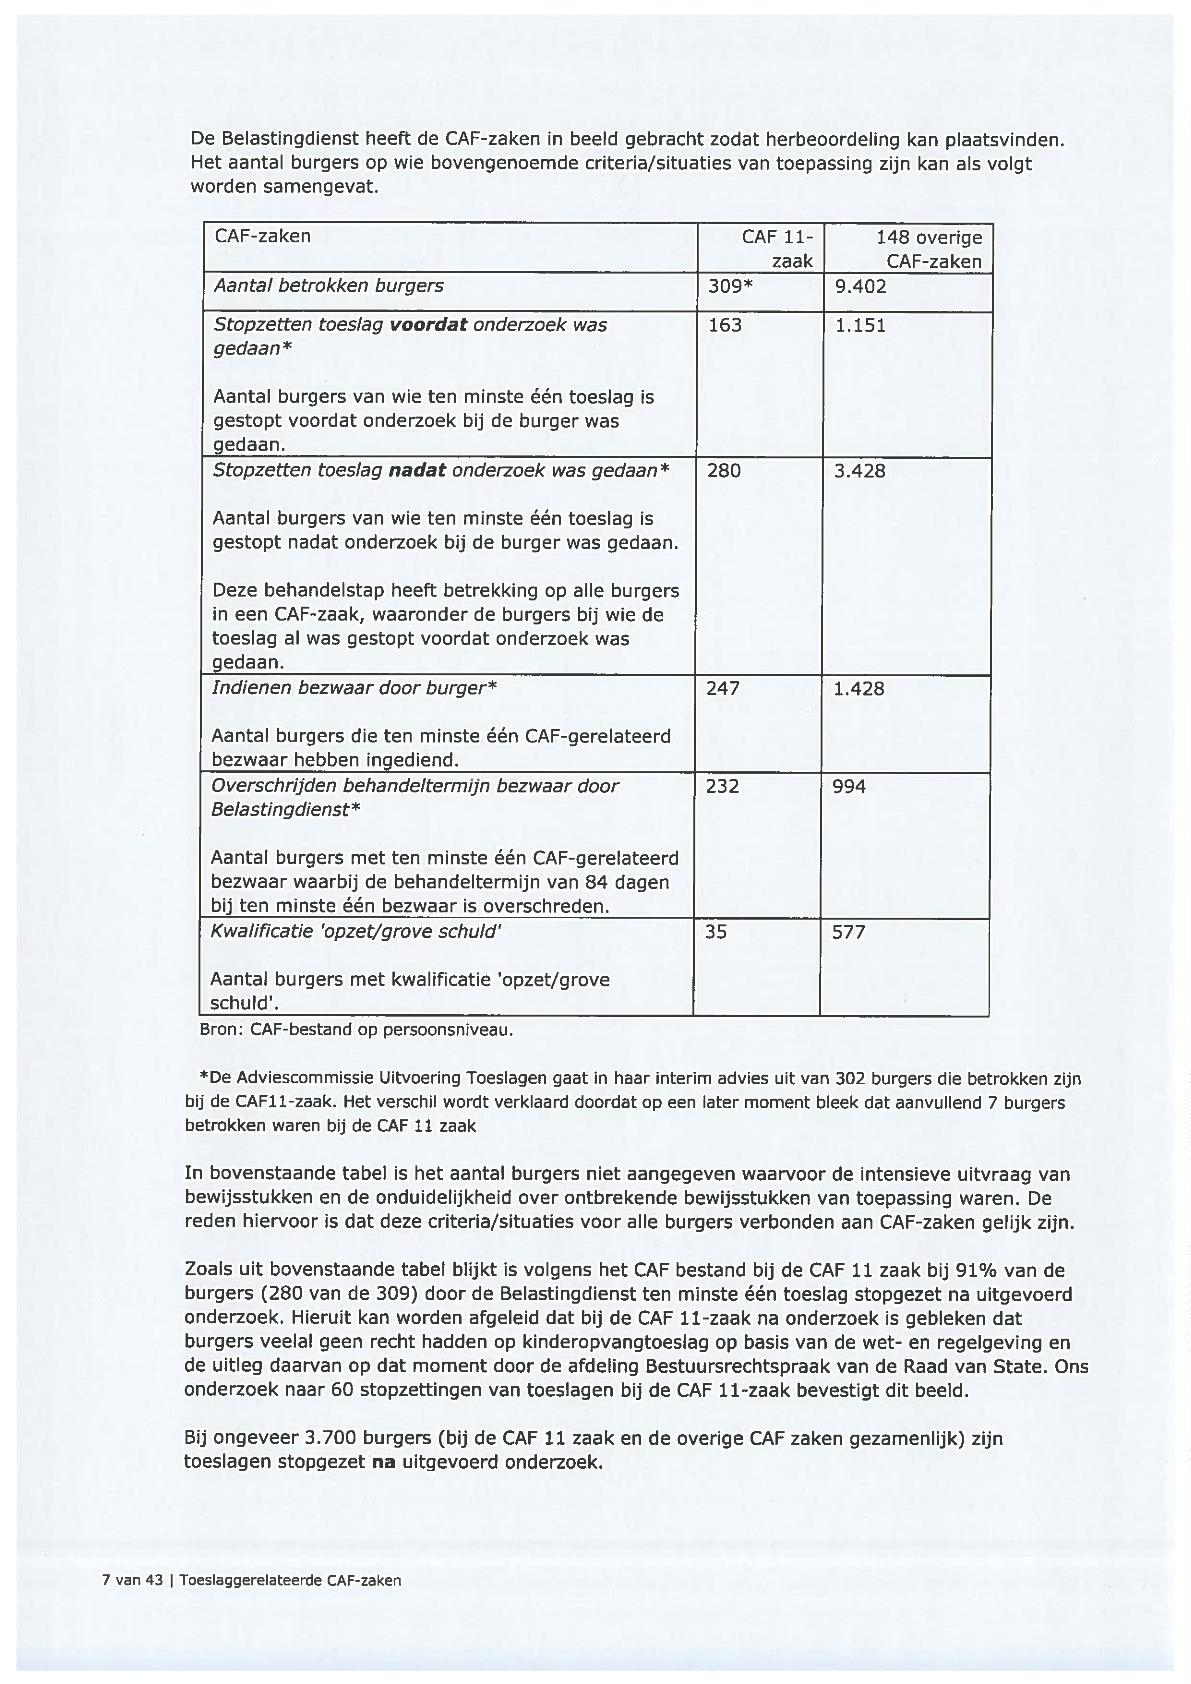 De Belastingdienst heeft de CAF-zaken in beeld gebracht zodat herbeoordeling kan plaatsvinden.
Het aantal burgers op wie bovengenoemde criteria/situaties van toepassing zijn kan als volgt
worden samengevat.
CAF-zaken CAF 11- 148 overige
zaak CAF-zaken
Aantal betrokken burgers 309* 9.402
Stopzetten toeslag voordat onderzoek was 163 1.151
gedaan*
Aantal burgers van wie ten minste één toeslag is
gestopt voordat onderzoek bij de burger was
gedaan.
Stopzetten toeslag nadat onderzoek was gedaan* 280 3.428
Aantal burgers van wie ten minste één toeslag is
gestopt nadat onderzoek bij de burger was gedaan.
Deze behandelstap heeft betrekking op alle burgers
in een CAF-zaak, waaronder de burgers bij wie de
toeslag al was gestopt voordat onderzoek was
gedaan.
Indienen bezwaar door burger* 247 1.428
Aantal burgers die ten minste één CAF-gerelateerd
bezwaar hebben ingediend.
Overschrijden behandeltermijn bezwaar door 232 994
Belastingdienst*
Aantal burgers met ten minste één CAF-gerelateerd
bezwaar waarbij de behandeltermijn van 84 dagen
bij ten minste één bezwaar is overschreden.
Kwalificatie 'opzet/grove schuld' 35 577
Aantal burgers met kwalificatie 'opzet/grove
schuld'.
Bron: CAF-bestand op persoonsniveau.
*De Adviescommissie Uitvoering Toeslagen gaat in haar interim advies uit van 302 burgers die betrokken zijn
bij de CAF11-zaak. Het verschil wordt verklaard doordat op een later moment bleek dat aanvullend 7 burgers
betrokken waren bij de CAF 11 zaak
In bovenstaande tabel is het aantal burgers niet aangegeven waarvoor de intensieve uitvraag van
bewijsstukken en de onduidelijkheid over ontbrekende bewijsstukken van toepassing waren. De
reden hiervoor is dat deze criteria/situaties voor alle burgers verbonden aan CAF-zaken gelijk zijn.
Zoals uit bovenstaande tabel blijkt is volgens het CAF bestand bij de CAF 11 zaak bij 91% van de
burgers (280 van de 309) door de Belastingdienst ten minste één toeslag stopgezet na uitgevoerd
onderzoek. Hieruit kan worden afgeleid dat bij de CAF 11-zaak na onderzoek is gebleken dat
burgers veelal geen recht hadden op kinderopvangtoeslag op basis van de wet- en regelgeving en
de uitleg daarvan op dat moment door de afdeling Bestuursrechtspraak van de Raad van State. Ons
onderzoek naar 60 stopzettingen van toeslagen bij de CAF 11-zaak bevestigt dit beeld.
Bij ongeveer 3.700 burgers (bij de CAF 11 zaak en de overige CAF zaken gezamenlijk) zijn
toeslagen stopgezet na uitgevoerd onderzoek.
7 van 43 | Toeslaggerelateerde CAF-zaken